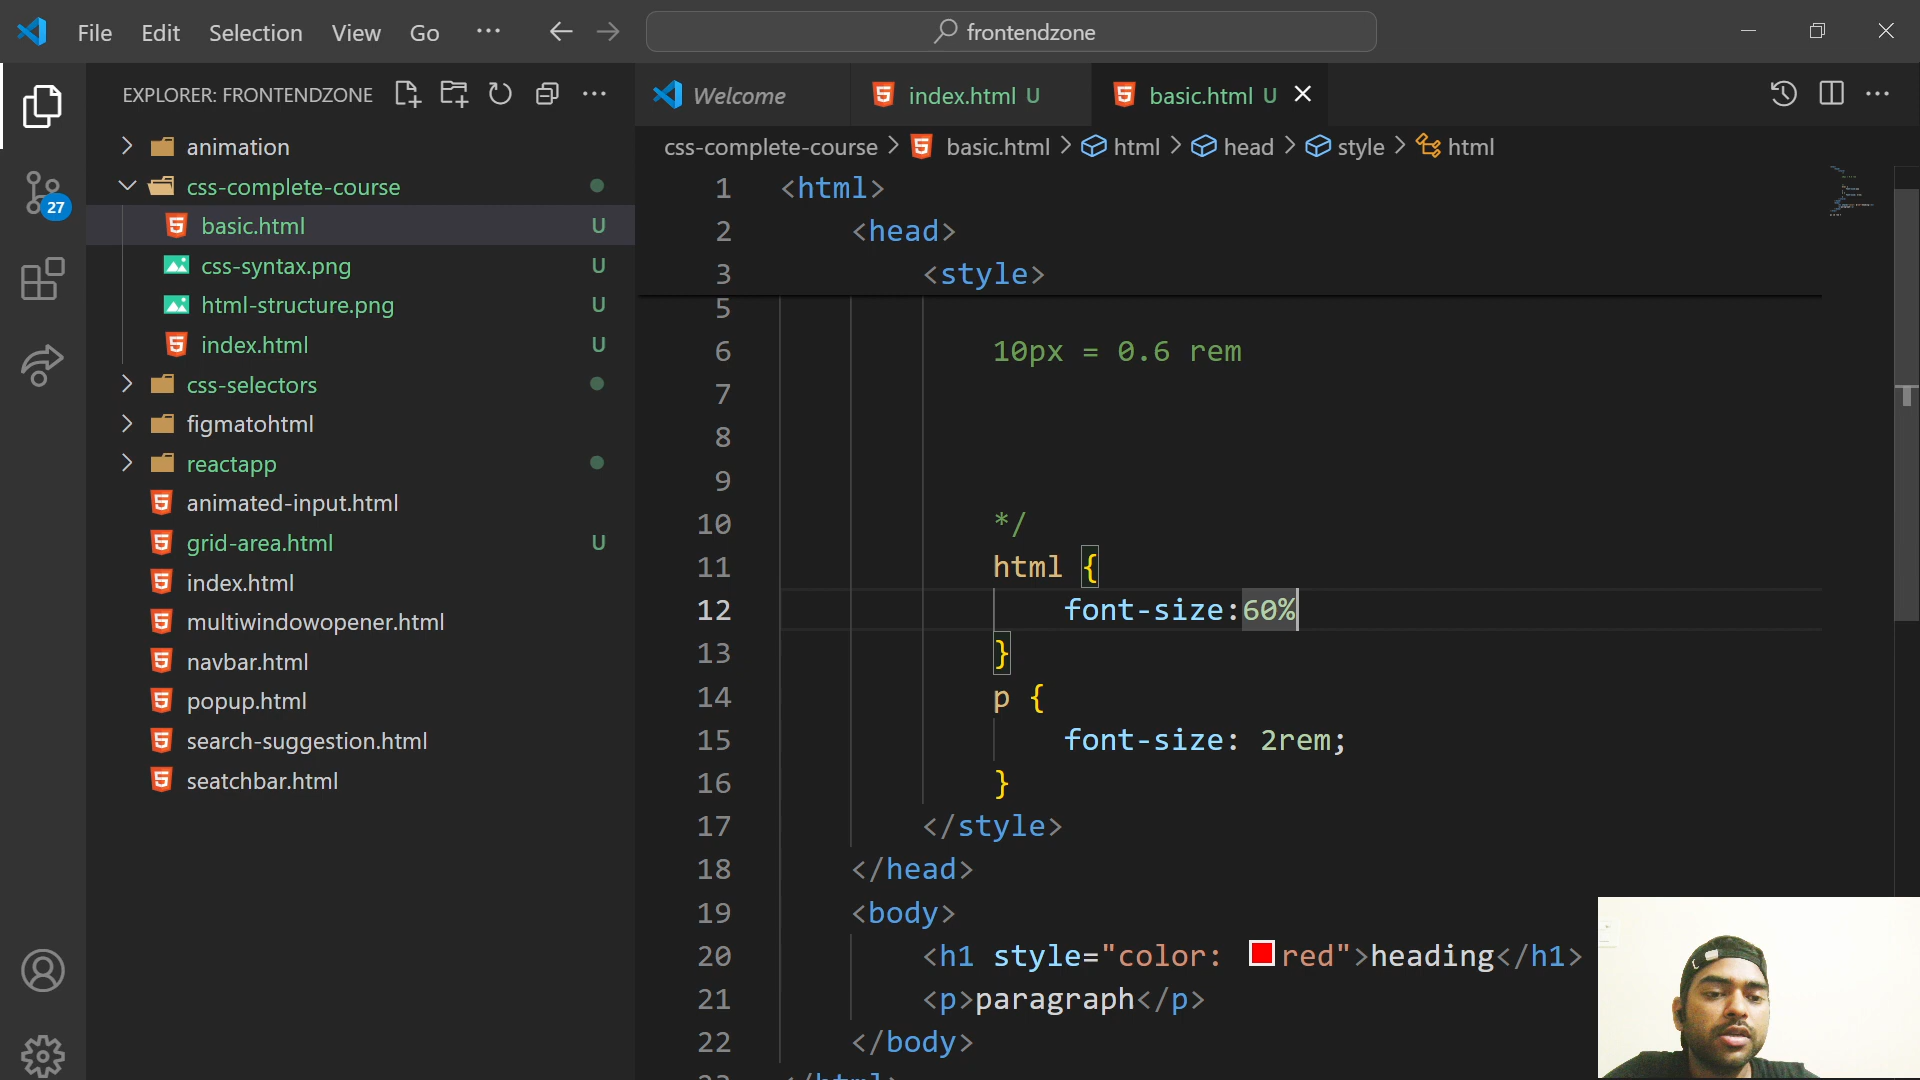 File Edit Selection View Go ··· frontendzone
EXPLORER: FRONTENDZONE
animation
css-complete-course
basic.html U
css-syntax.png U
html-structure.png U
index.html U
css-selectors
figmatohtml
reactapp
animated-input.html
grid-area.html U
index.html
multiwindowopener.html
navbar.html
popup.html
search-suggestion.html
seatchbar.html
27
Welcome index.html U basic.html U
css-complete-course > basic.html > html > head > style > html
1 <html>
2 <head>
3 <style>
5
6 10px = 0.6 rem
7
8
9
10 */
11 html {
12 font-size:60%
13 }
14 p {
15 font-size: 2rem;
16 }
17 </style>
18 </head>
19 <body>
20 <h1 style="color: red">heading</h1>
21 <p>paragraph</p>
22 </body>
23 </html>